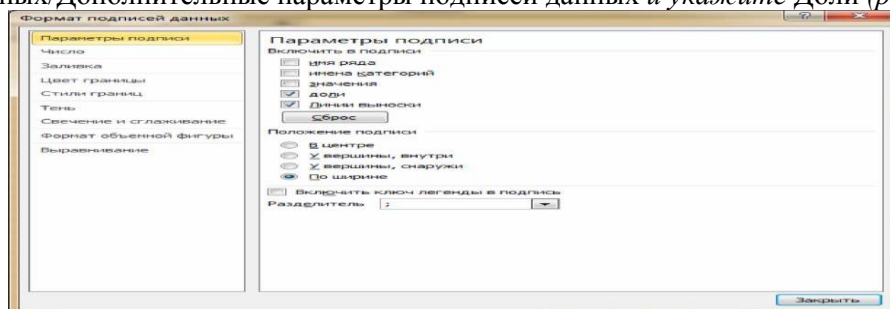 ных/Дополнительные параметры подписей данных и укажите Доли (р
Формат подписей данных
Параметры подписи
Число
Заливка
Цвет границы
Стили границ
Тень
Свечение и сглаживание
Формат объемной фигуры
Выравнивание
Параметры подписи
Включить в подписи
имя ряда
имена категорий
значения
доли
Линии выноски
Сброс
Положение подписи
В центре
У вершины, внутри
У вершины, снаружи
По ширине
Включить ключ легенды в подпись
Разделитель ;
Закрыть